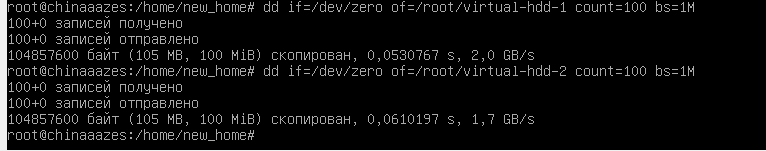 root@chinaaazes:/home/new_home# dd if=/dev/zero of=/root/virtual-hdd-1 count=100 bs=1M
100+0 записей получено
100+0 записей отправлено
104857600 байт (105 MB, 100 MiB) скопирован, 0,0530767 s, 2,0 GB/s
root@chinaaazes:/home/new_home# dd if=/dev/zero of=/root/virtual-hdd-2 count=100 bs=1M
100+0 записей получено
100+0 записей отправлено
104857600 байт (105 MB, 100 MiB) скопирован, 0,0610197 s, 1,7 GB/s
root@chinaaazes:/home/new_home#